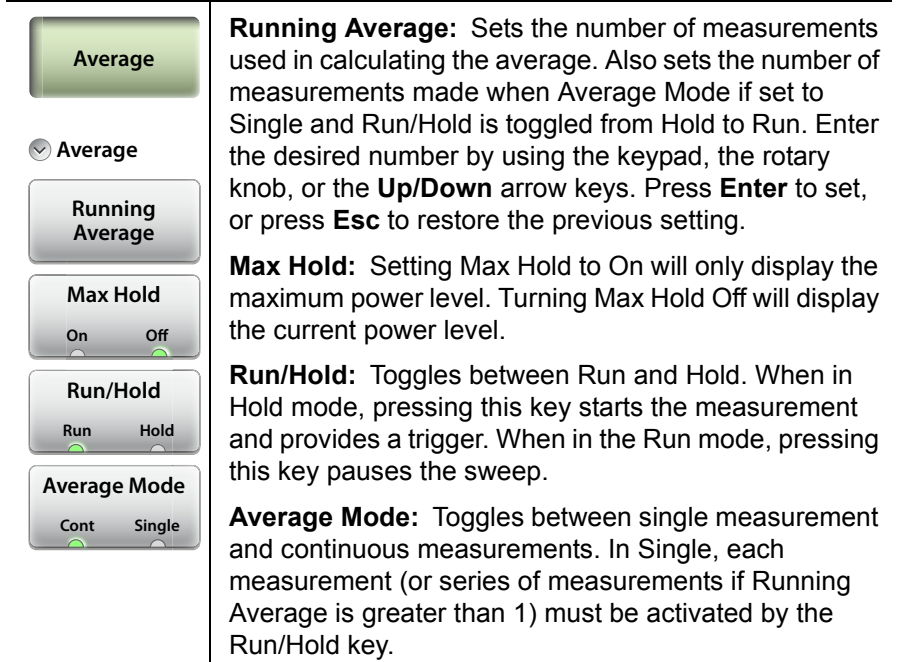 Average
Average
Running
Average
Max Hold
On Off
Run/Hold
Run Hold
Average Mode
Cont Single
Running Average: Sets the number of measurements
used in calculating the average. Also sets the number of
measurements made when Average Mode if set to
Single and Run/Hold is toggled from Hold to Run. Enter
the desired number by using the keypad, the rotary
knob, or the Up/Down arrow keys. Press Enter to set,
or press Esc to restore the previous setting.
Max Hold: Setting Max Hold to On will only display the
maximum power level. Turning Max Hold Off will display
the current power level.
Run/Hold: Toggles between Run and Hold. When in
Hold mode, pressing this key starts the measurement
and provides a trigger. When in the Run mode, pressing
this key pauses the sweep.
Average Mode: Toggles between single measurement
and continuous measurements. In Single, each
measurement (or series of measurements if Running
Average is greater than 1) must be activated by the
Run/Hold key.